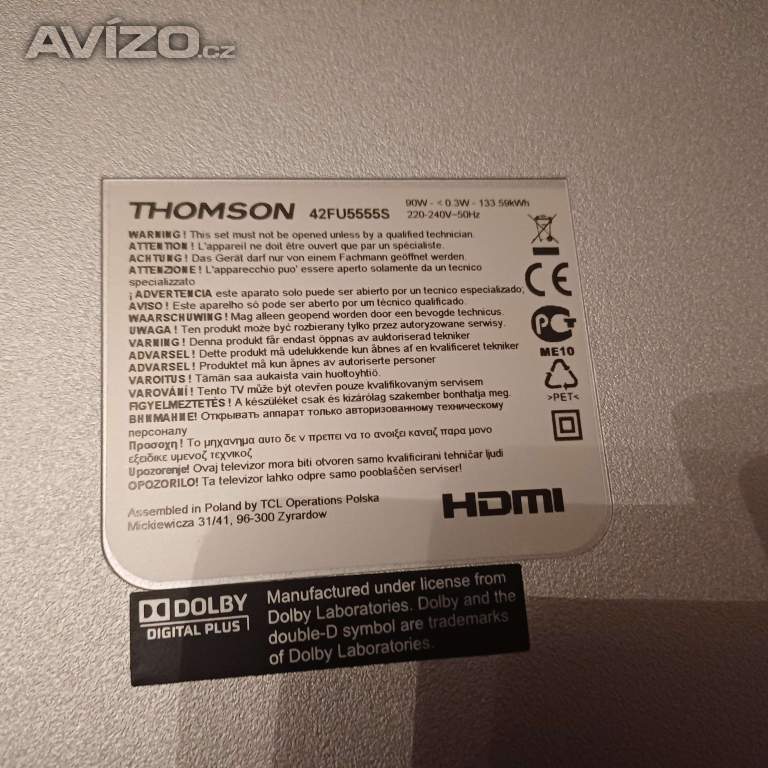 AVÍZO.cz
THOMSON 42FU5555S 90W - < 0.3W - 133.59kWh
220-240V~50Hz
WARNING ! This set must not be opened unless by a qualified technician.
ATTENTION ! L'appareil ne doit être ouvert que par un spécialiste.
ACHTUNG ! Das Gerät darf nur von einem Fachmann geöffnet werden.
ATTENZIONE ! L'apparecchio puo' essere aperto solamente da un tecnico
specializzato
¡ ADVERTENCIA este aparato solo puede ser abierto por un técnico especializado;
AVISO ! Este aparelho só pode ser aberto por um técnico qualificado.
WAARSCHUWING ! Mag alleen geopend worden door een bevogde technicus.
UWAGA ! Ten produkt może być rozbierany tylko przez autoryzowane serwisy.
VARNING ! Denna produkt får endast öppnas av auktoriserad tekniker
ADVARSEL ! Dette produkt må udelukkende kun åbnes af en kvalificeret tekniker
ADVARSEL ! Produktet må kun åpnes av autoriserte personer
VAROITUS ! Tämän saa aukaista vain huoltoyhtiö.
VAROVÁNÍ ! Tento TV může být otevřen pouze kvalifikovaným servisem
FIGYELMEZTETÉS ! A készüléket csak és kizárólag szakember bonthatja meg.
ВНИМАНИЕ! Открывать аппарат только авторизованному техническому
персоналу
Προσοχη ! Το μηχανημα αυτο δε ν πρεπει να το ανοιξει κανεiζ παρα μονο
εξειδικε υμενοζ τεχνικοζ
Upozorenje! Ovaj televizor mora biti otvoren samo kvalificirani tehničar ljudi
OPOZORILO! Ta televizor lahko odpre samo pooblaščen serviser!
Assembled in Poland by TCL Operations Polska
Mickiewicza 31/41, 96-300 Zyrardow
CE
ME10
>PET<
HDMI
DOLBY
DIGITAL PLUS
Manufactured under license from
Dolby Laboratories. Dolby and the
double-D symbol are trademarks
of Dolby Laboratories.